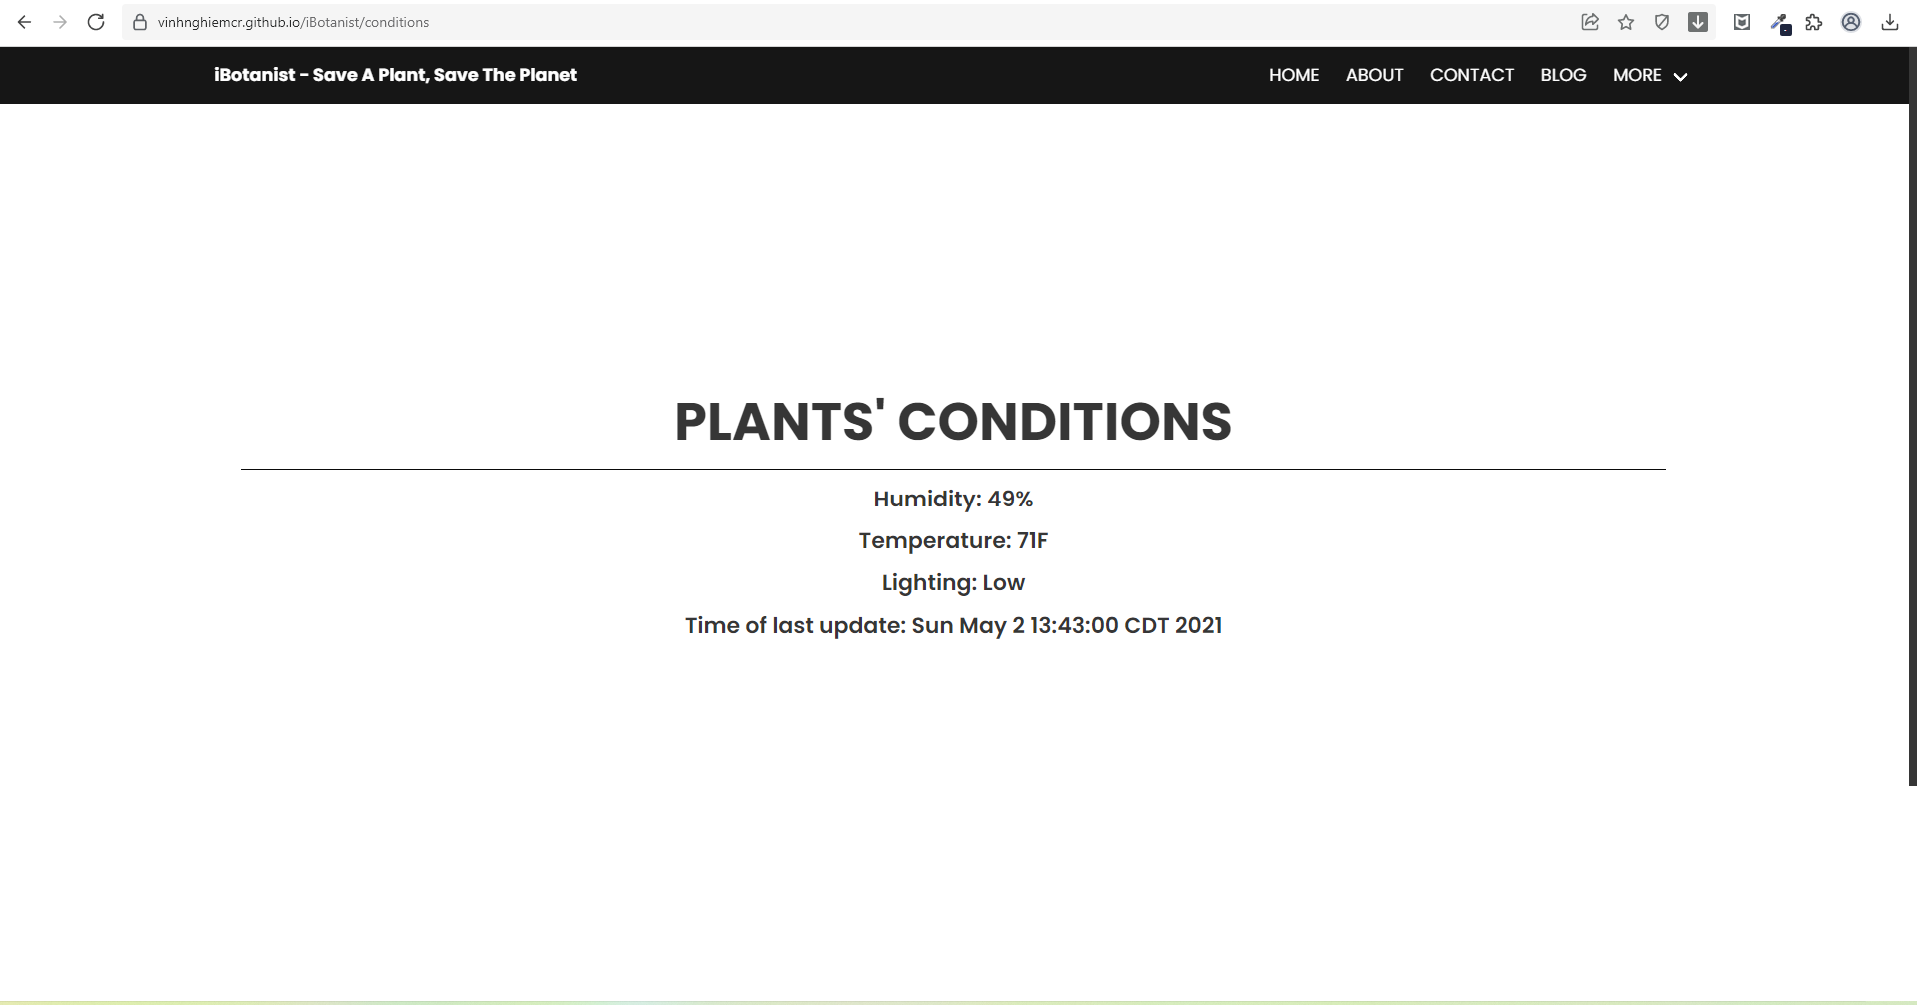 vinhnghiemcr.github.io/iBotanist/conditions
iBotanist - Save A Plant, Save The Planet
HOME ABOUT CONTACT BLOG MORE
PLANTS' CONDITIONS
Humidity: 49%
Temperature: 71F
Lighting: Low
Time of last update: Sun May 2 13:43:00 CDT 2021